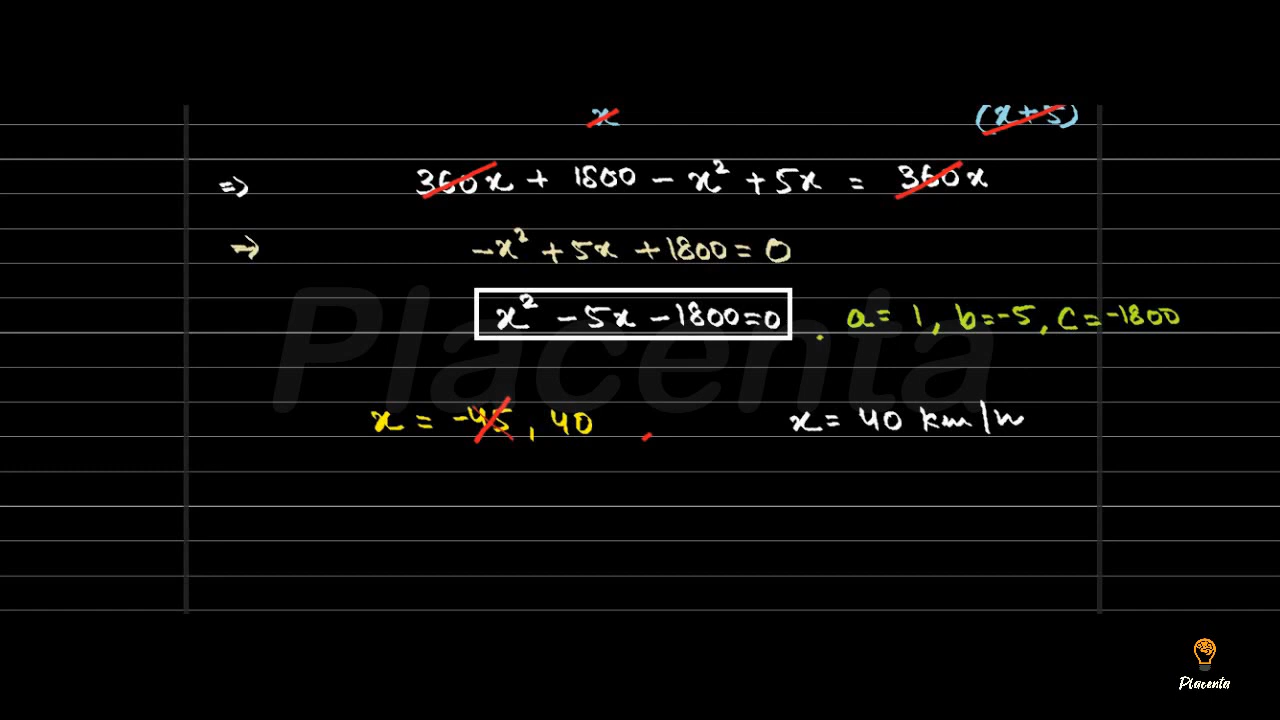 x (x+5)
=> 360x + 1800 - x² + 5x = 360x
=> -x² + 5x + 1800 = 0
x² - 5x - 1800 = 0 a = 1, b = -5, c = -1800
Placenta
x = -45, 40 x = 40 km/h
Placenta